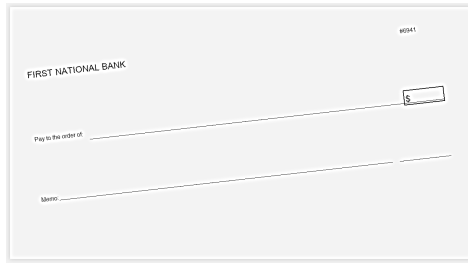 #6941
FIRST NATIONAL BANK
$
Pay to the order of:
Memo: